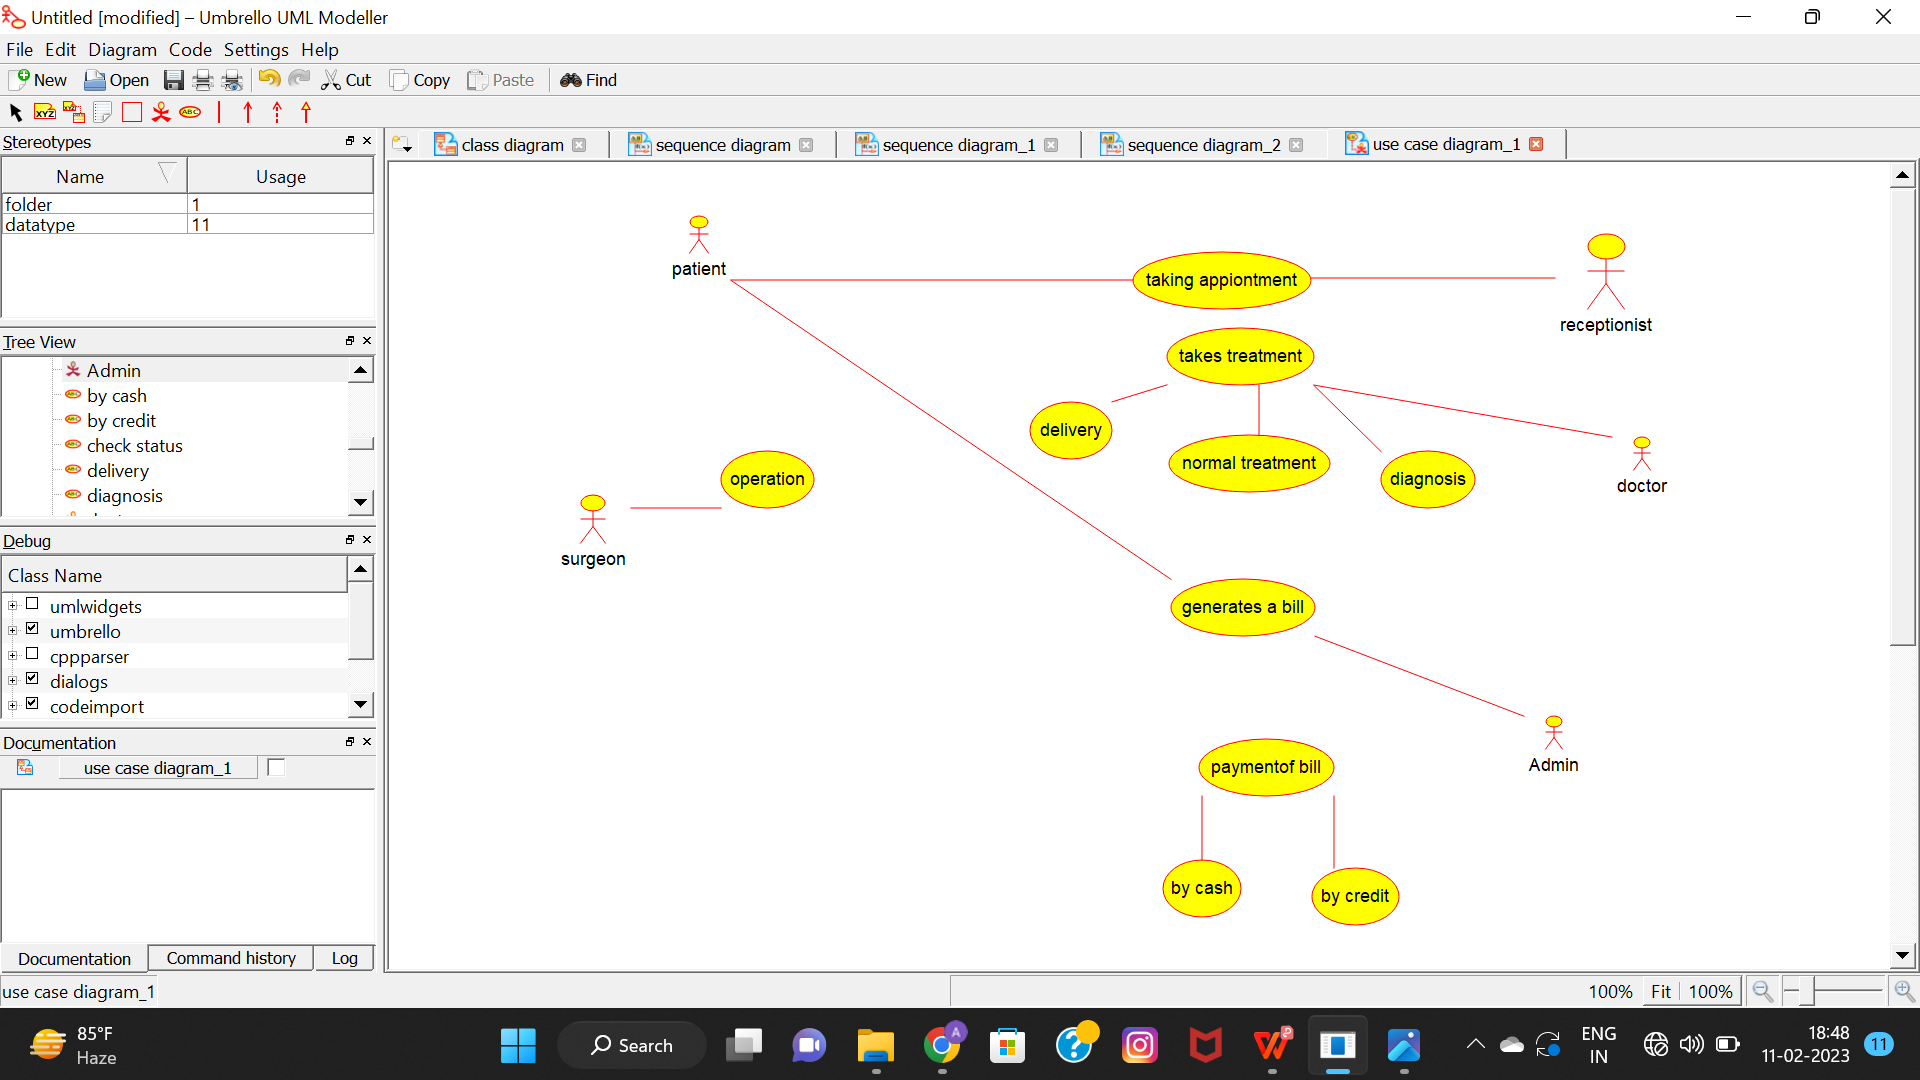 Untitled [modified] – Umbrello UML Modeller
File Edit Diagram Code Settings Help
New Open Cut Copy Paste Find
XYZ XYZ ABC
Stereotypes
Name Usage
folder 1
datatype 11
Tree View
Admin
by cash
by credit
check status
delivery
diagnosis
Debug
Class Name
umlwidgets
umbrello
cppparser
dialogs
codeimport
Documentation
use case diagram_1
Documentation Command history Log
class diagram sequence diagram sequence diagram_1 sequence diagram_2 use case diagram_1
patient
taking appiontment
receptionist
takes treatment
delivery
normal treatment
diagnosis
doctor
operation
surgeon
generates a bill
Admin
paymentof bill
by cash
by credit
use case diagram_1
100% Fit 100%
85°F
Haze
Search
A
ENG
IN
18:48
11-02-2023
11